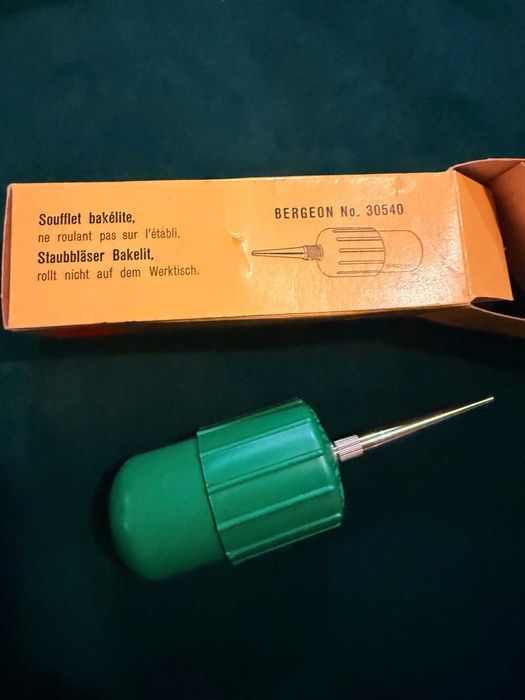 Soufflet bakélite,
ne roulant pas sur l'établi.
Staubbläser Bakelit,
rollt nicht auf dem Werktisch.
BERGEON No. 30540